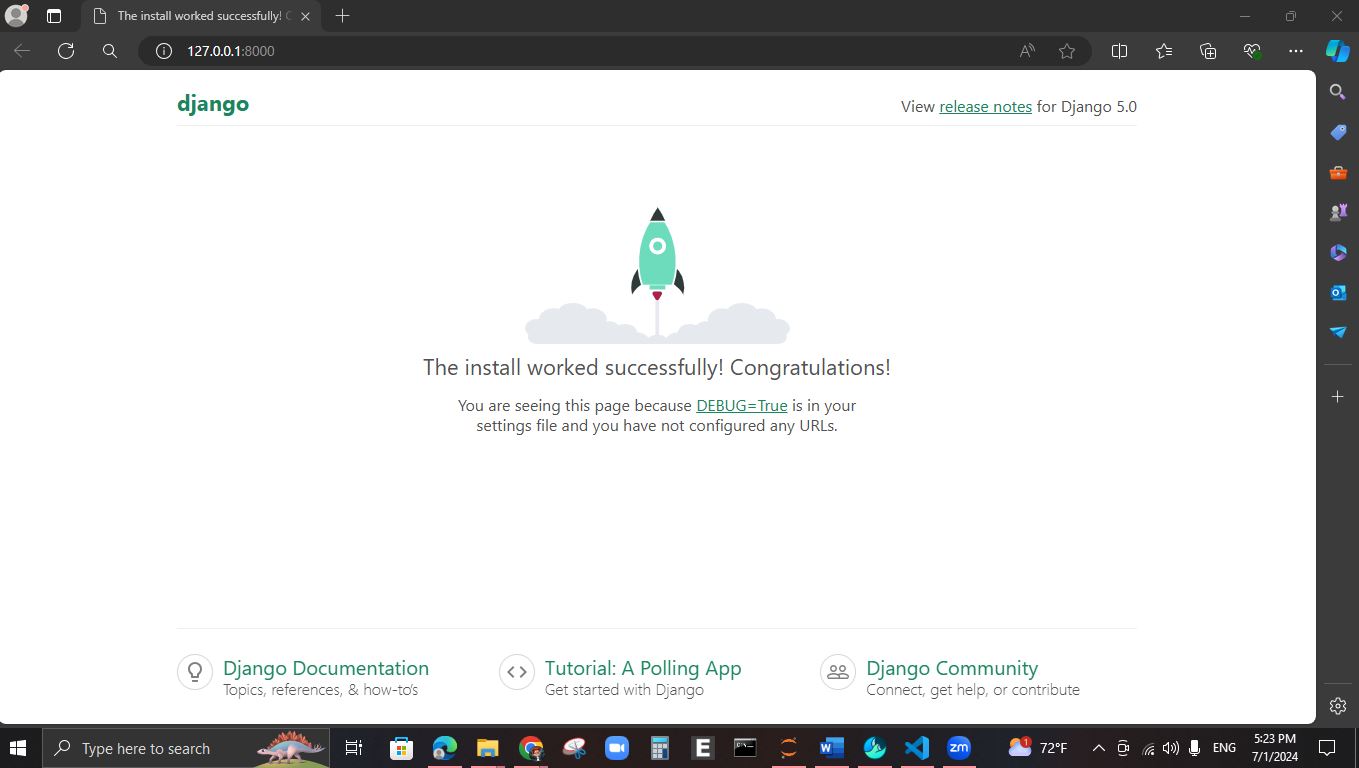 The install worked successfully! C
127.0.0.1:8000
django
View release notes for Django 5.0
The install worked successfully! Congratulations!
You are seeing this page because DEBUG=True is in your
settings file and you have not configured any URLs.
Django Documentation
Topics, references, & how-to's
Tutorial: A Polling App
Get started with Django
Django Community
Connect, get help, or contribute
Type here to search
E
W
zm
1
72°F
ENG
5:23 PM
7/1/2024